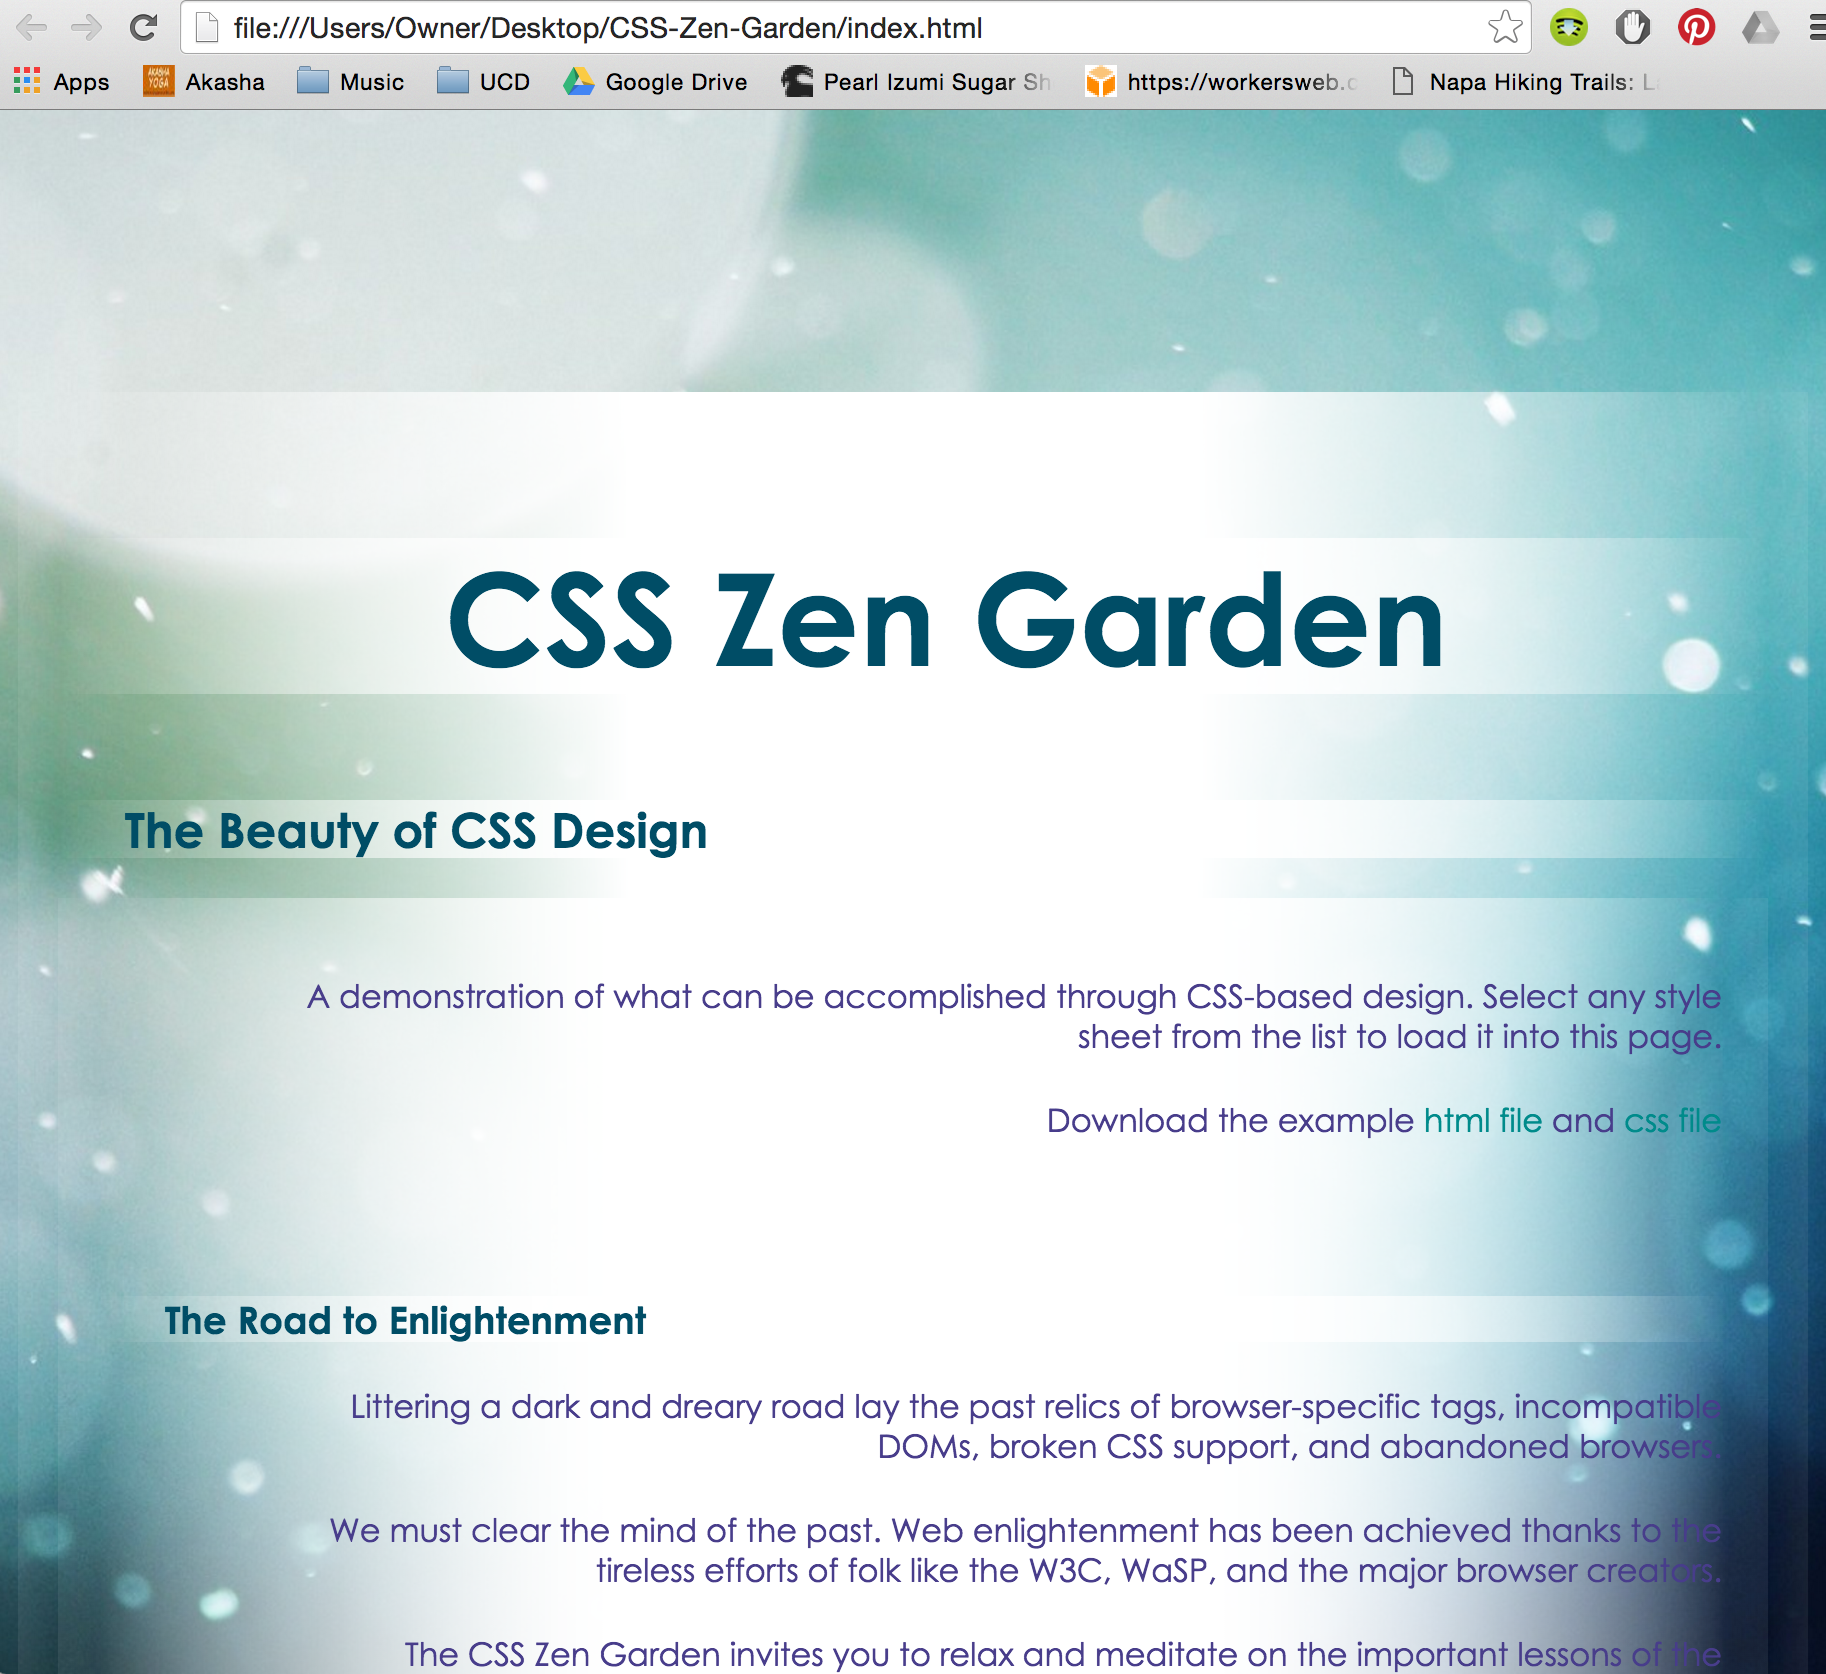 file:///Users/Owner/Desktop/CSS-Zen-Garden/index.html
Apps Akasha Music UCD Google Drive Pearl Izumi Sugar Sh https://workersweb.c Napa Hiking Trails: L
AKASHA
YOGA
CSS Zen Garden
The Beauty of CSS Design
A demonstration of what can be accomplished through CSS-based design. Select any style
sheet from the list to load it into this page.
Download the example html file and css file
The Road to Enlightenment
Littering a dark and dreary road lay the past relics of browser-specific tags, incompatible
DOMs, broken CSS support, and abandoned browsers.
We must clear the mind of the past. Web enlightenment has been achieved thanks to the
tireless efforts of folk like the W3C, WaSP, and the major browser creators.
The CSS Zen Garden invites you to relax and meditate on the important lessons of the